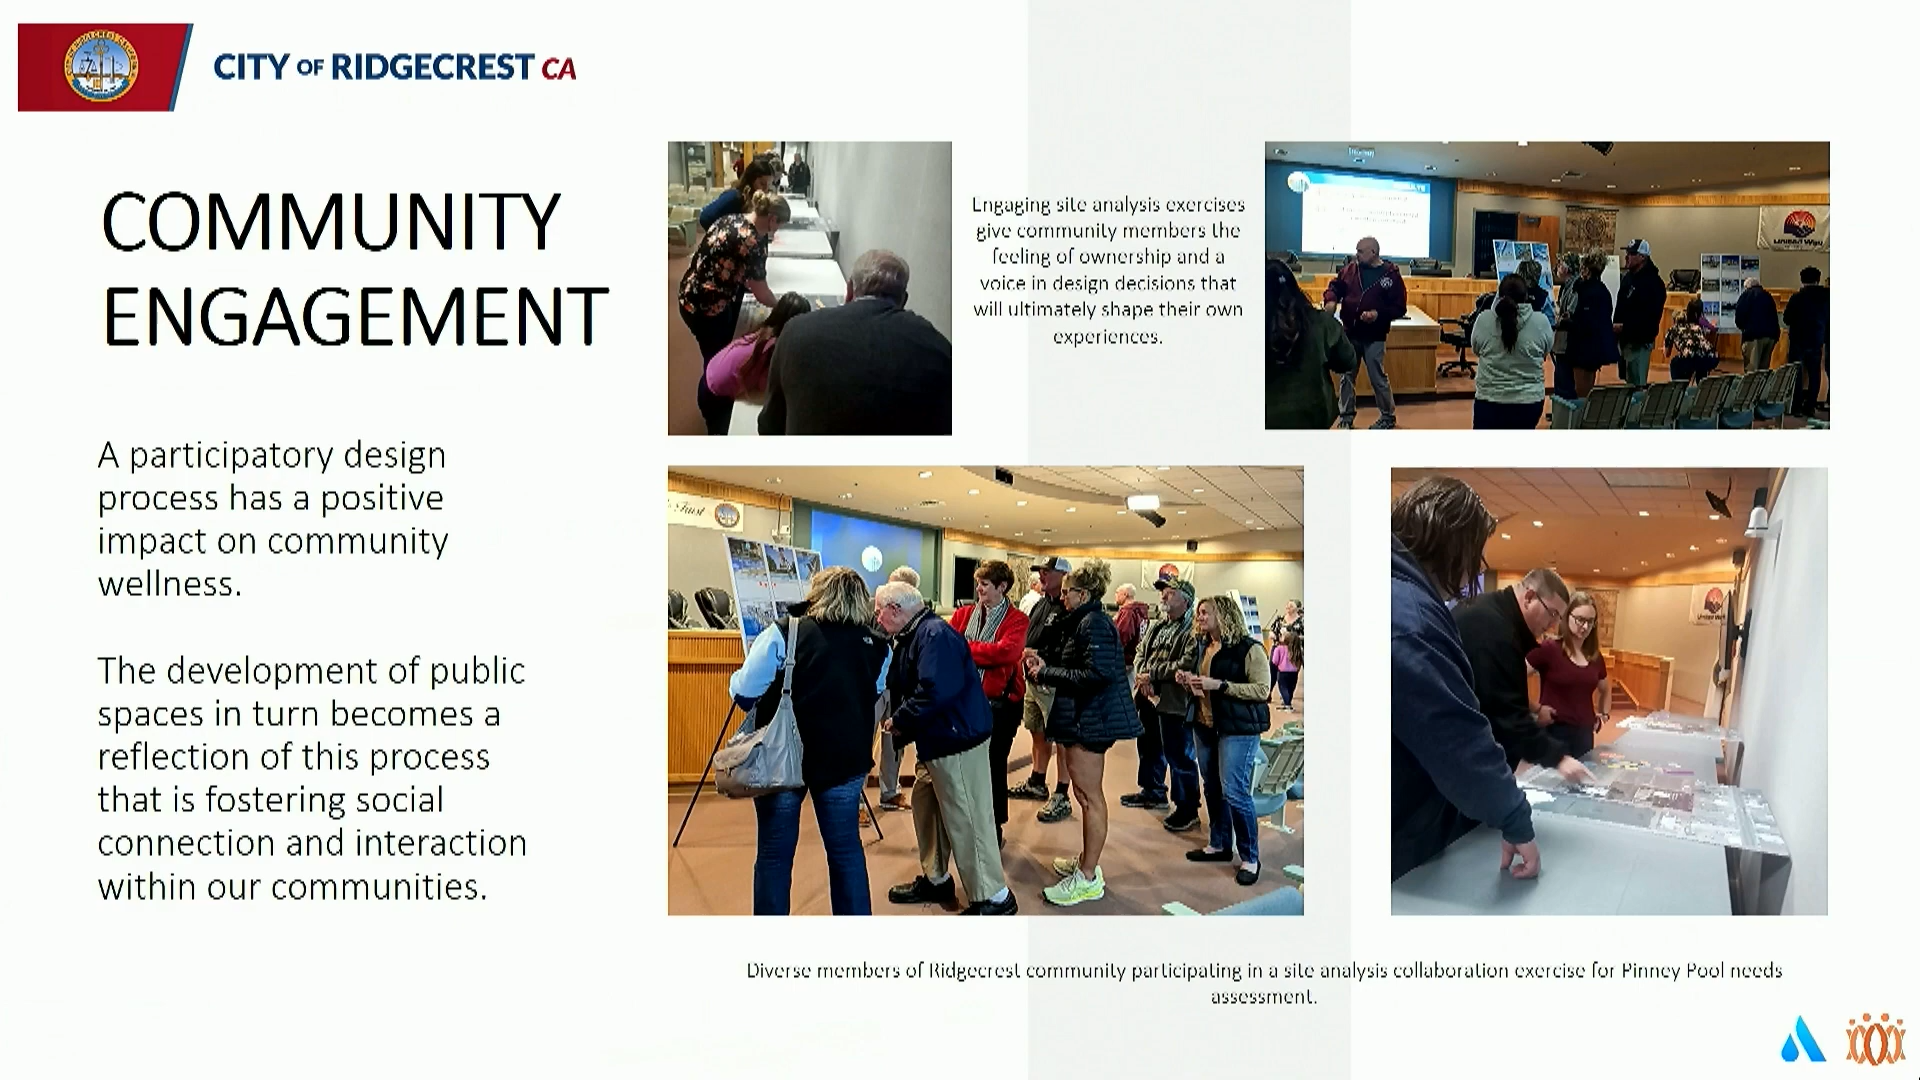 CITY OF RIDGECREST CA
COMMUNITY
ENGAGEMENT
A participatory design
process has a positive
impact on community
wellness.
The development of public
spaces in turn becomes a
reflection of this process
that is fostering social
connection and interaction
within our communities.
Engaging site analysis exercises
give community members the
feeling of ownership and a
voice in design decisions that
will ultimately shape their own
experiences.
United Way
Diverse members of Ridgecrest community participating in a site analysis collaboration exercise for Pinney Pool needs
assessment.